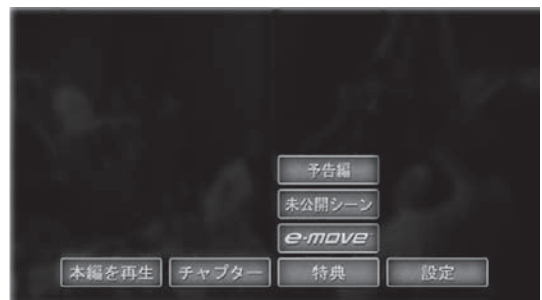 予告編
未公開シーン
e-move
本編を再生 チャプター 特典 設定